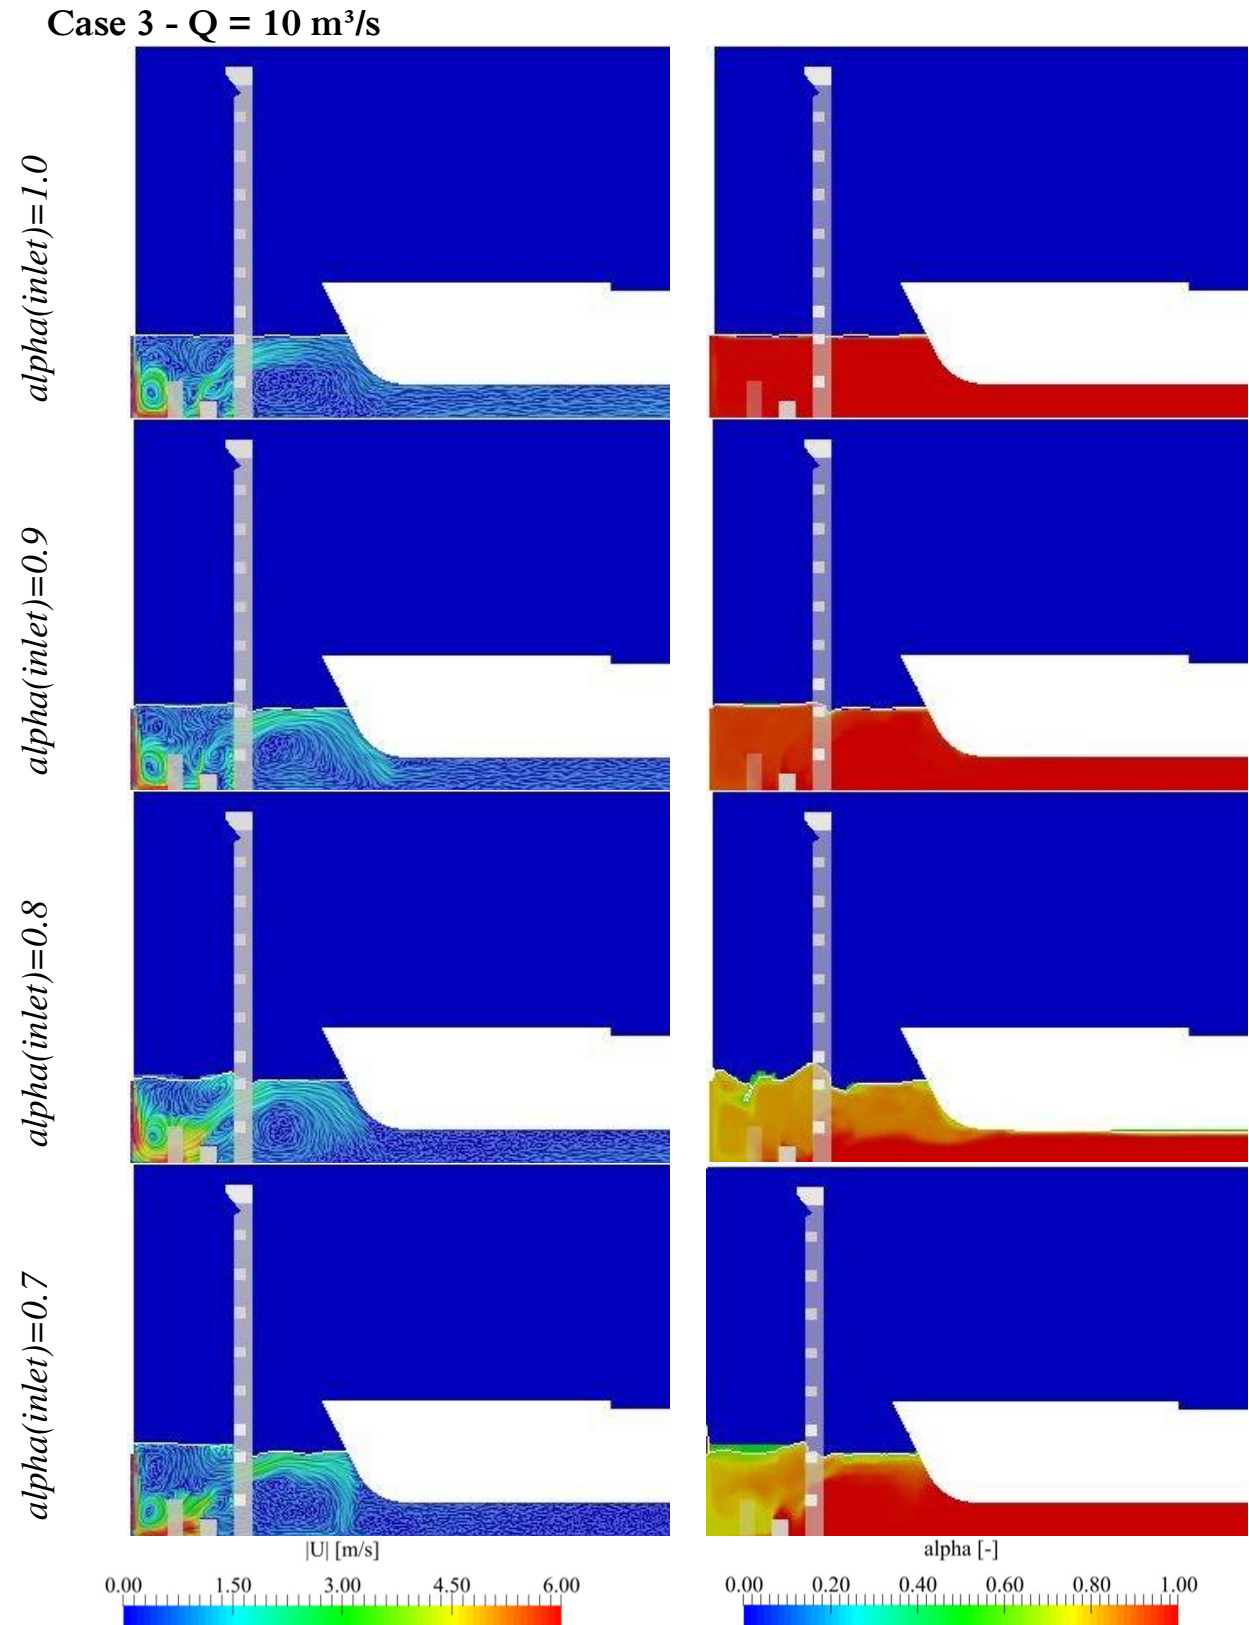 Case 3 - Q = 10 m³/s
alpha(inlet)=1.0
alpha(inlet)=0.9
alpha(inlet)=0.8
alpha(inlet)=0.7
|U| [m/s]
0.00 1.50 3.00 4.50 6.00
alpha [-]
0.00 0.20 0.40 0.60 0.80 1.00